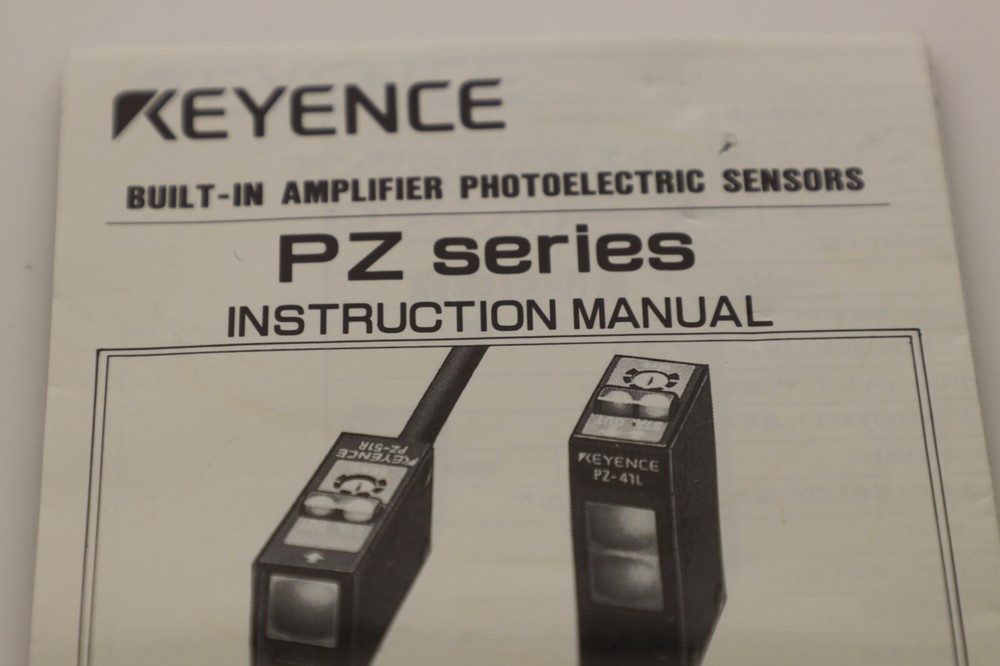 KEYENCE
BUILT-IN AMPLIFIER PHOTOELECTRIC SENSORS
PZ series
INSTRUCTION MANUAL
KEYENCE
PZ-51R
KEYENCE
PZ-41L